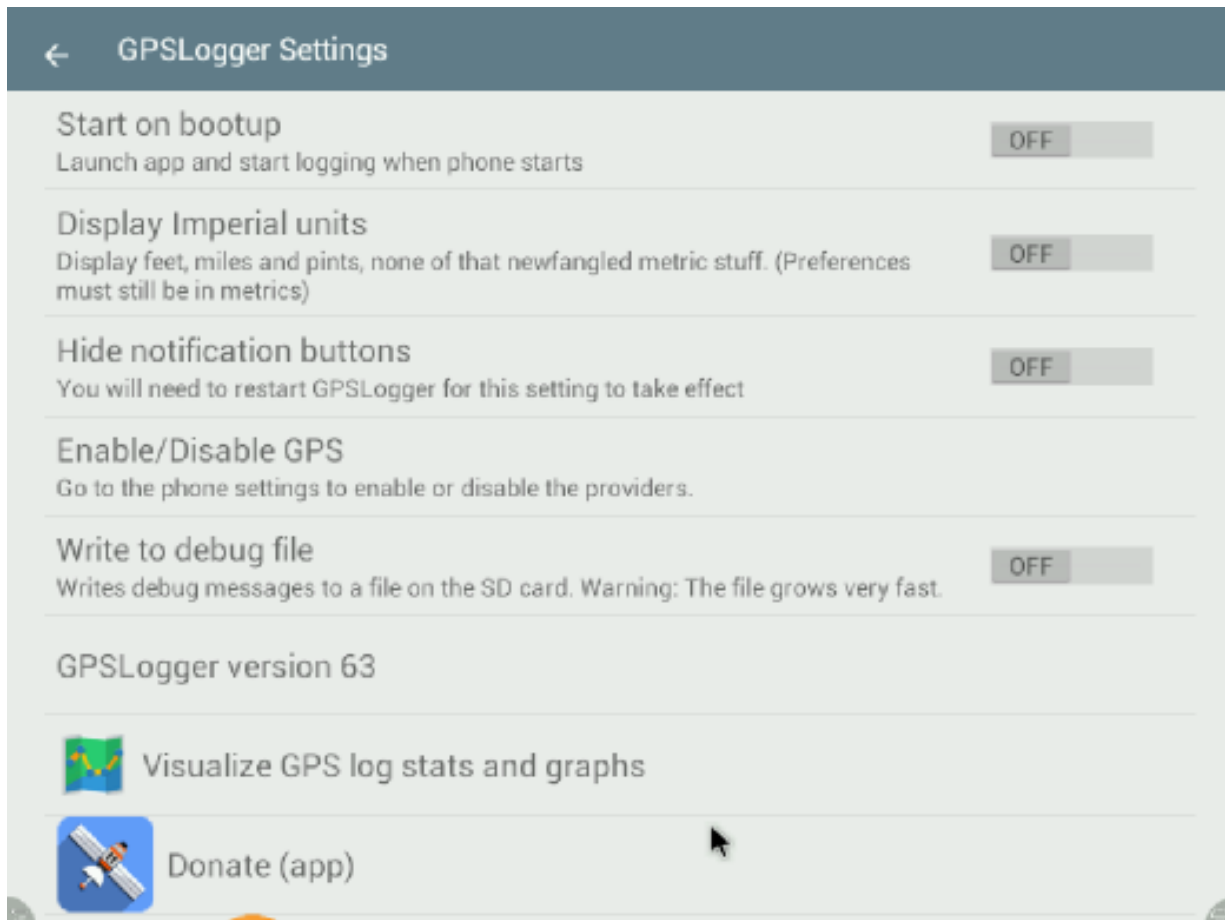 GPSLogger Settings
Start on bootup
Launch app and start logging when phone starts
OFF
Display Imperial units
Display feet, miles and pints, none of that newfangled metric stuff. (Preferences
must still be in metrics)
OFF
Hide notification buttons
You will need to restart GPSLogger for this setting to take effect
OFF
Enable/Disable GPS
Go to the phone settings to enable or disable the providers.
Write to debug file
Writes debug messages to a file on the SD card. Warning: The file grows very fast.
OFF
GPSLogger version 63
Visualize GPS log stats and graphs
Donate (app)